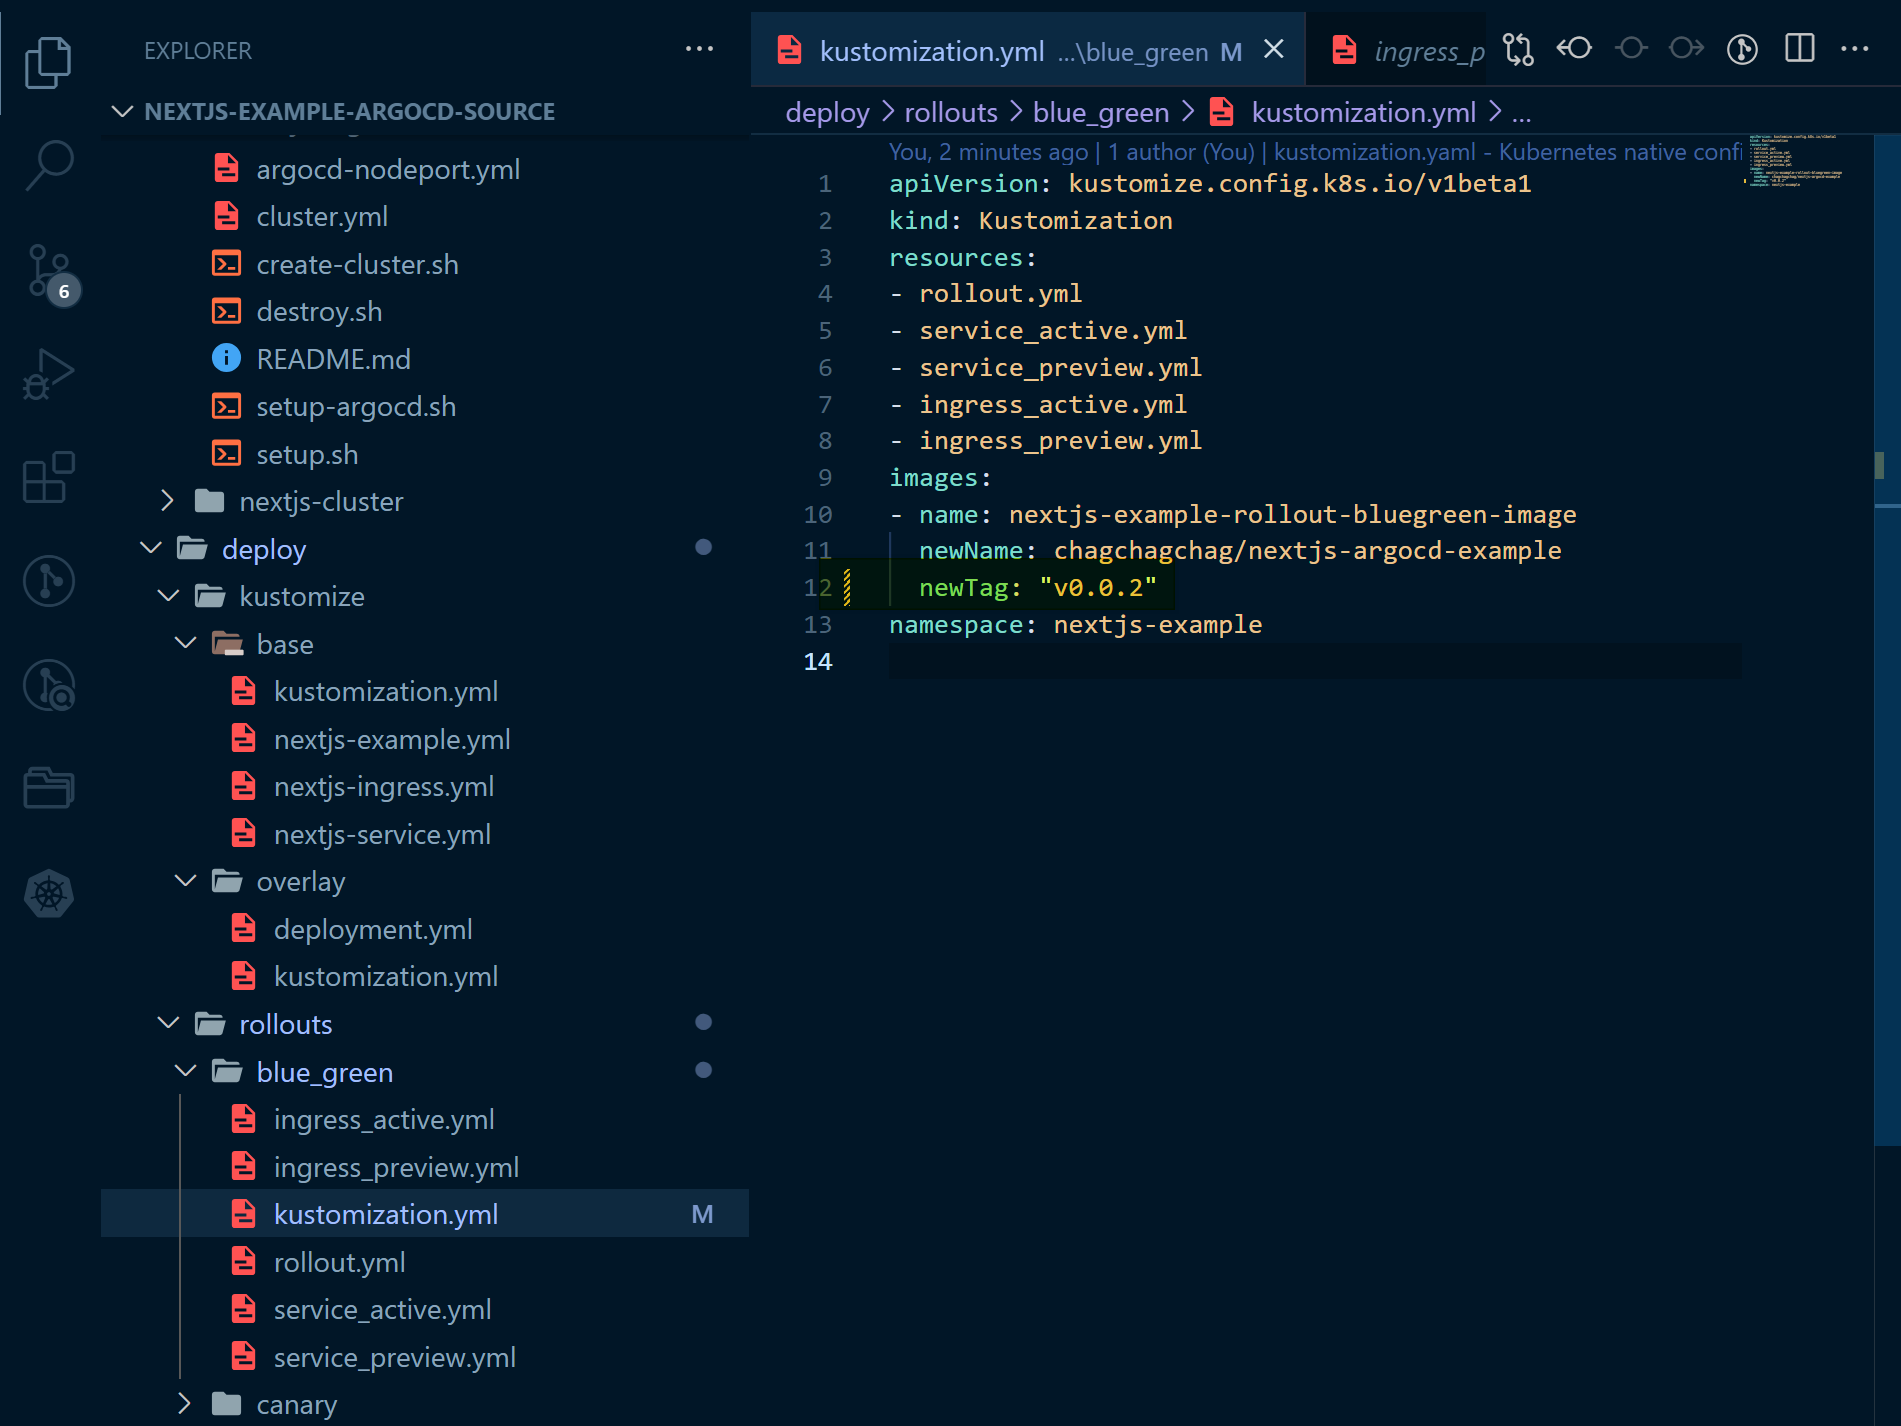 EXPLORER
NEXTJS-EXAMPLE-ARGOCD-SOURCE
argocd-nodeport.yml
cluster.yml
create-cluster.sh
destroy.sh
README.md
setup-argocd.sh
setup.sh
nextjs-cluster
deploy
kustomize
base
kustomization.yml
nextjs-example.yml
nextjs-ingress.yml
nextjs-service.yml
overlay
deployment.yml
kustomization.yml
rollouts
blue_green
ingress_active.yml
ingress_preview.yml
kustomization.yml M
rollout.yml
service_active.yml
service_preview.yml
canary
6
kustomization.yml ...\blue_green M
ingress_p
deploy > rollouts > blue_green > kustomization.yml > ...
You, 2 minutes ago | 1 author (You) | kustomization.yaml - Kubernetes native confi
1 apiVersion: kustomize.config.k8s.io/v1beta1
2 kind: Kustomization
3 resources:
4 - rollout.yml
5 - service_active.yml
6 - service_preview.yml
7 - ingress_active.yml
8 - ingress_preview.yml
9 images:
10 - name: nextjs-example-rollout-bluegreen-image
11 newName: chagchagchag/nextjs-argocd-example
12 newTag: "v0.0.2"
13 namespace: nextjs-example
14